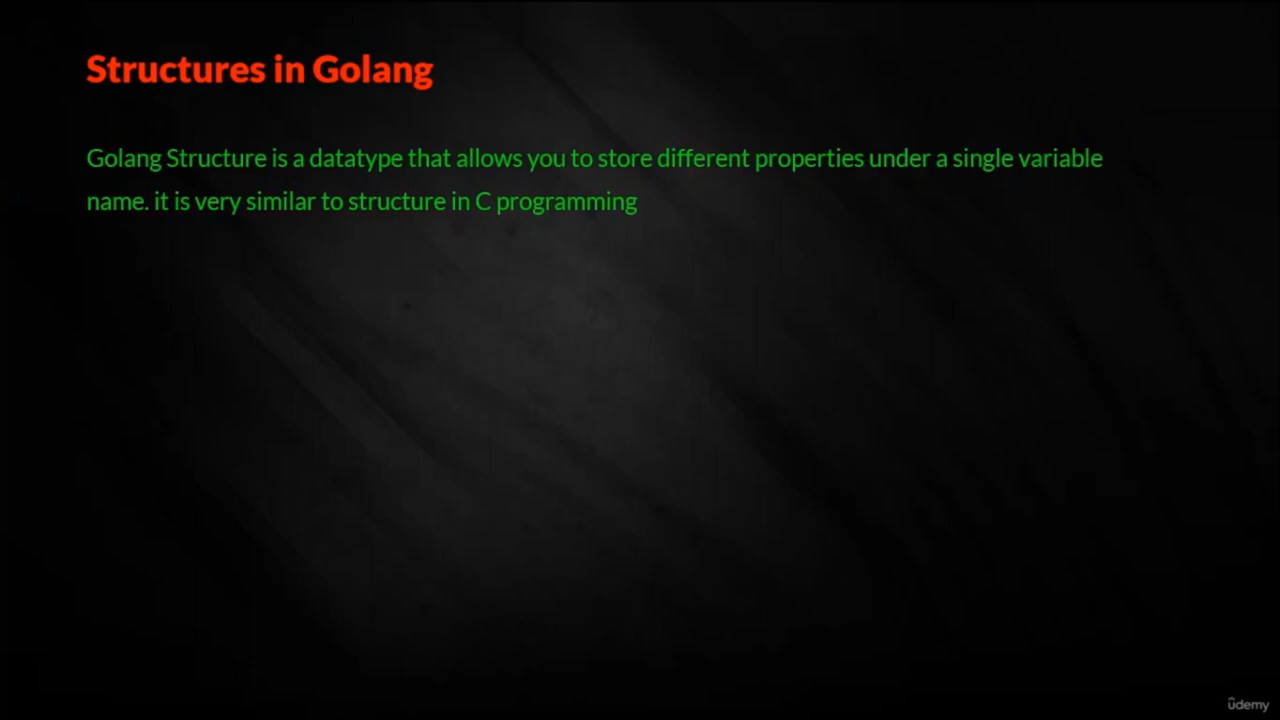 Structures in Golang
Golang Structure is a datatype that allows you to store different properties under a single variable
name. it is very similar to structure in C programming
ûdemy